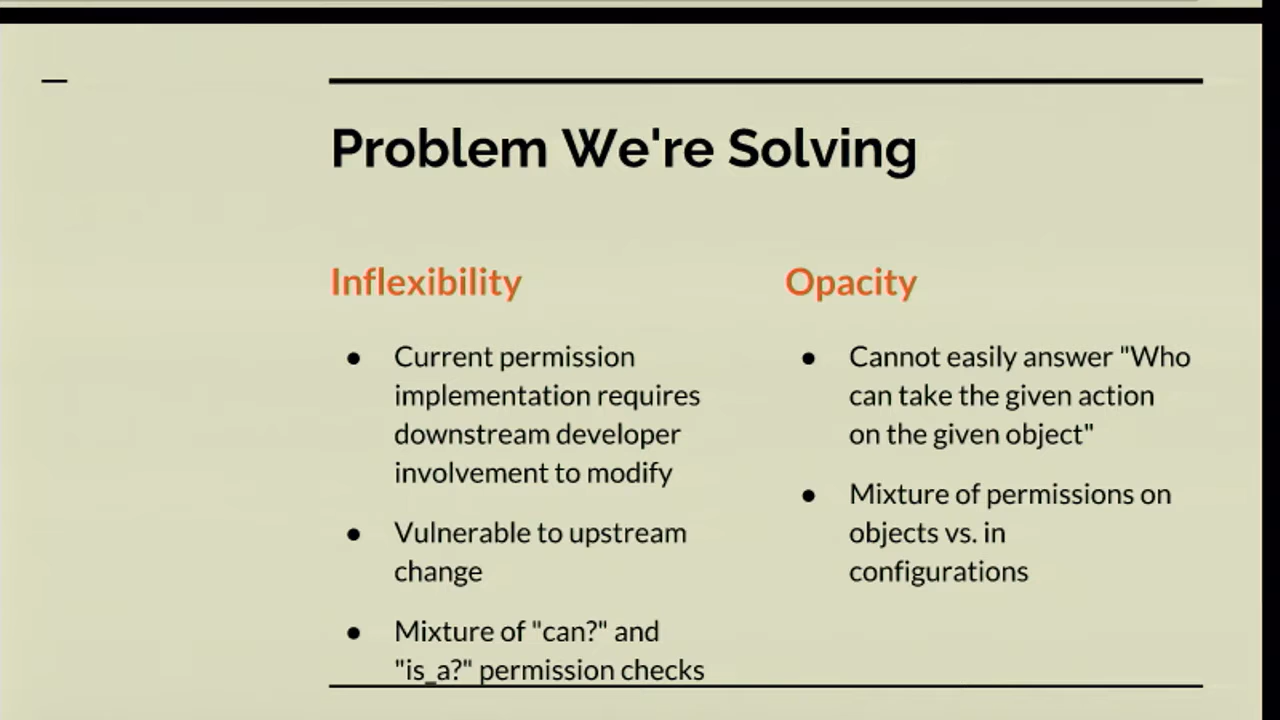 Problem We're Solving
Inflexibility
● Current permission
implementation requires
downstream developer
involvement to modify
● Vulnerable to upstream
change
● Mixture of "can?" and
"is_a?" permission checks
Opacity
● Cannot easily answer "Who
can take the given action
on the given object"
● Mixture of permissions on
objects vs. in
configurations